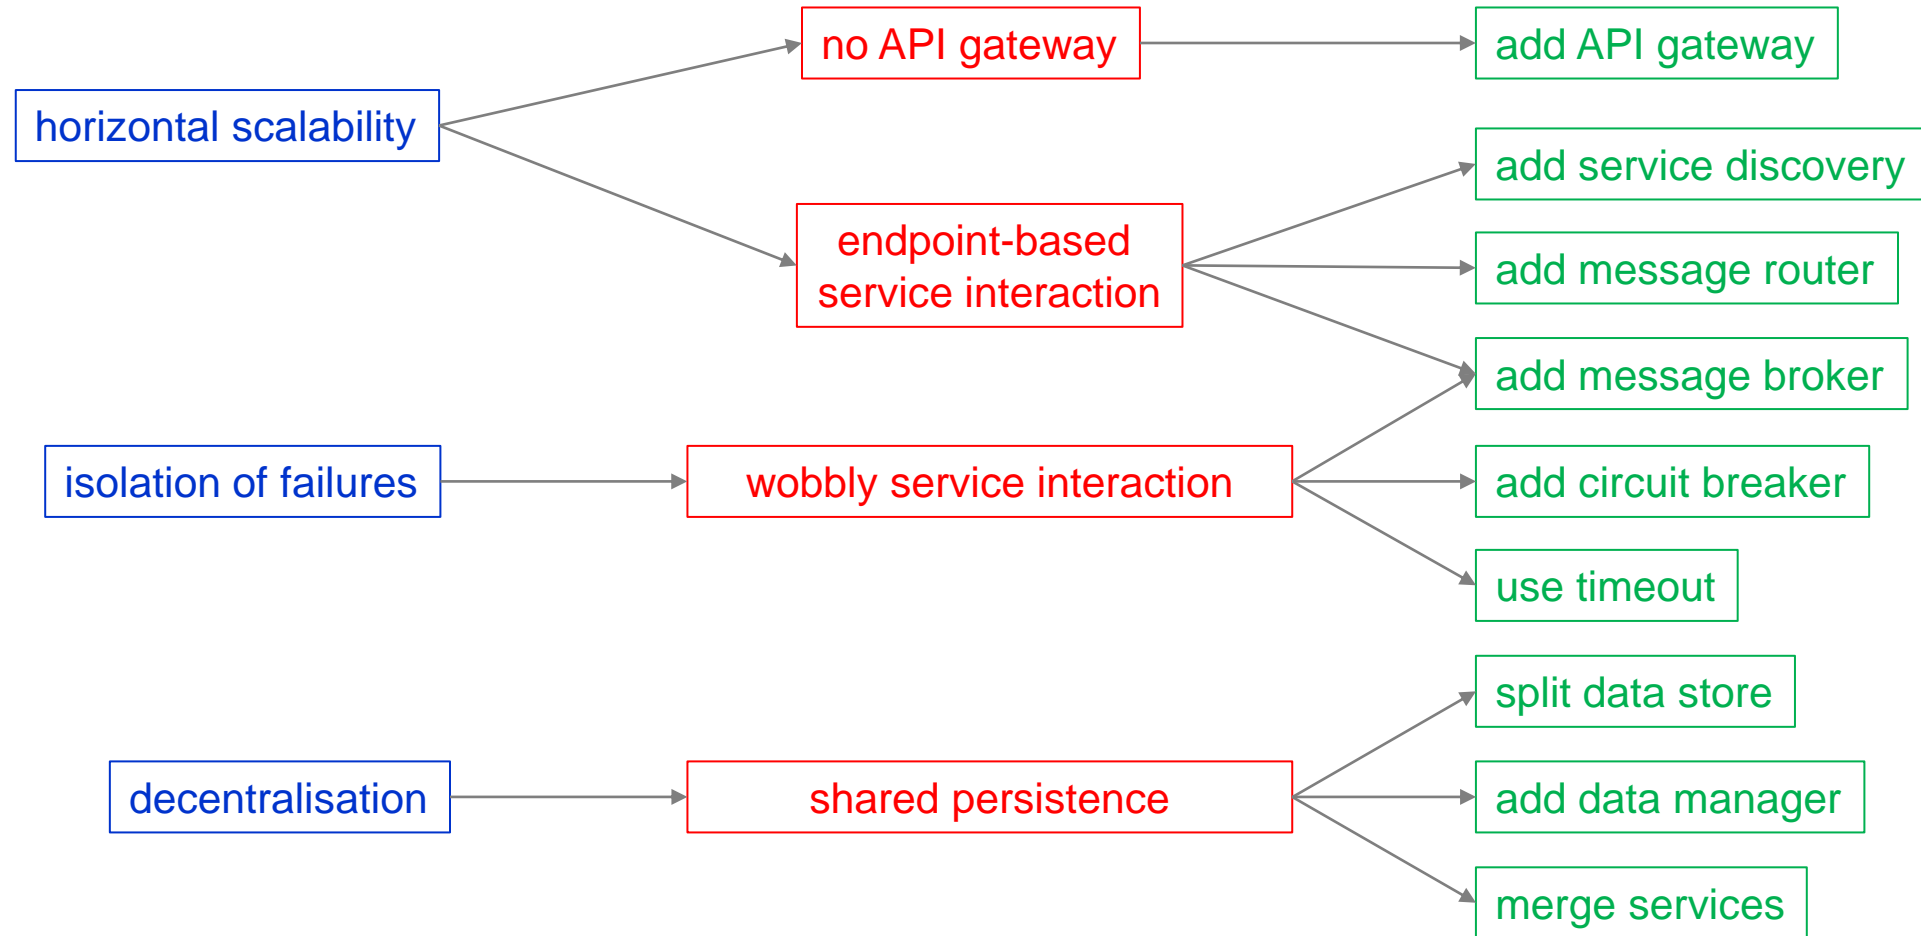 no API gateway
add API gateway
horizontal scalability
add service discovery
endpoint-based
service interaction
add message router
add message broker
isolation of failures
wobbly service interaction
add circuit breaker
use timeout
split data store
decentralisation
shared persistence
add data manager
merge services